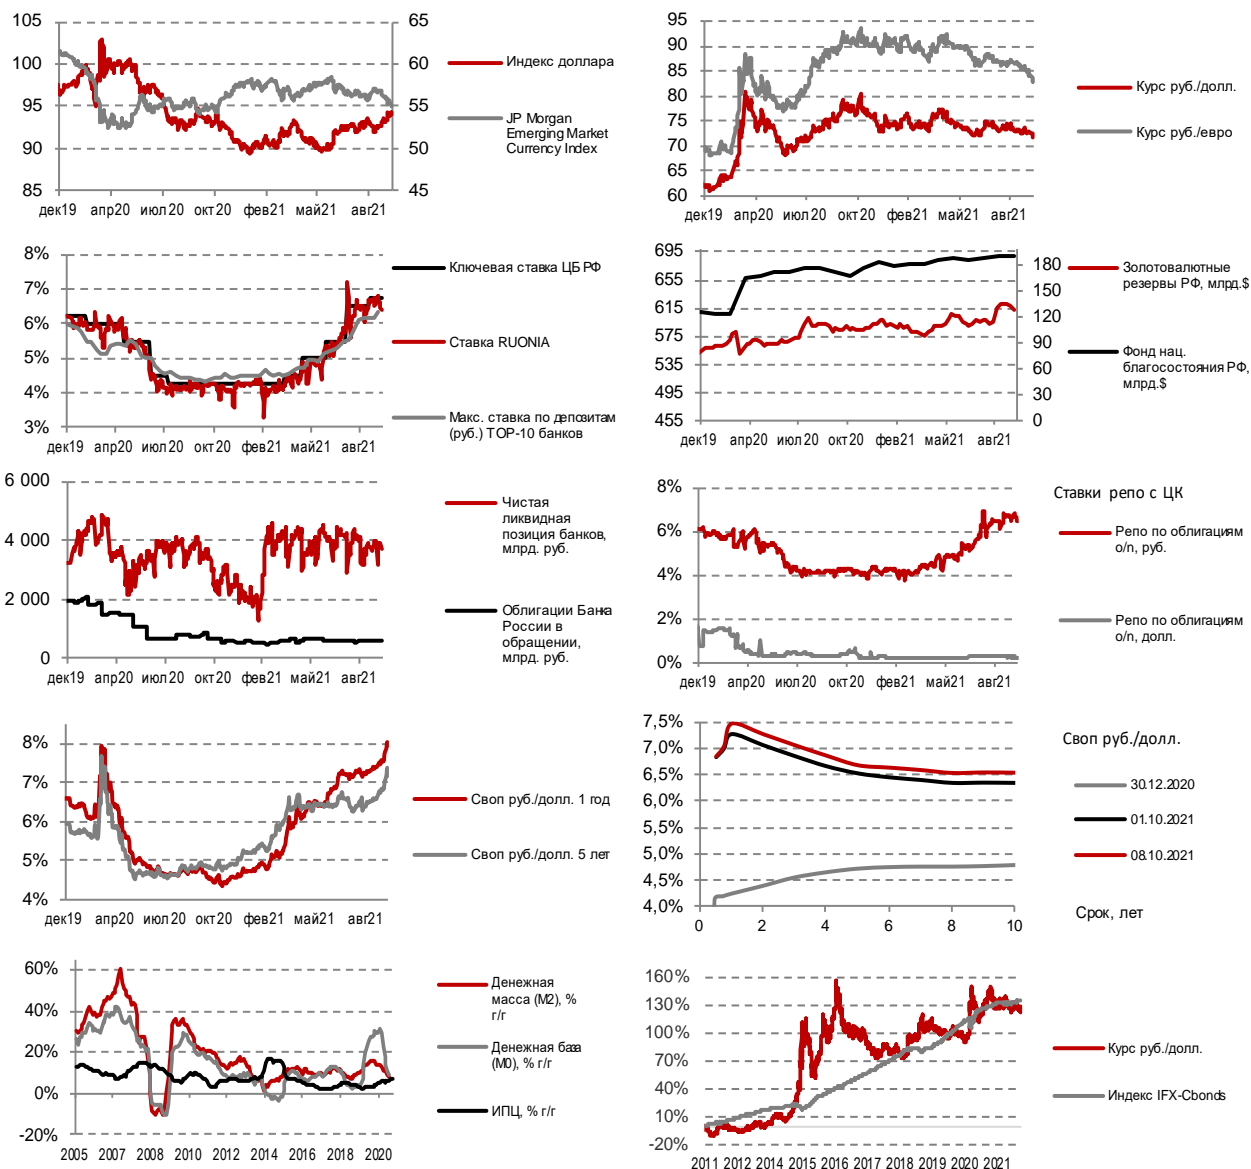 105
100
95
90
85
65
60
55
50
45
дек19 апр20 июл20 окт20 фев21 май21 авг21
Индекс доллара
JP Morgan
Emerging Market
Currency Index
95
90
85
80
75
70
65
60
дек19 апр20 июл20 окт20 фев21 май21 авг21
Курс руб./долл.
Курс руб./евро
8%
7%
6%
5%
4%
3%
дек19 апр20 июл20 окт20 фев21 май21 авг21
Ключевая ставка ЦБ РФ
Ставка RUONIA
Макс. ставка по депозитам
(руб.) TOP-10 банков
695
655
615
575
535
495
455
180
150
120
90
60
30
0
дек19 апр20 июл20 окт20 фев21 май21 авг21
Золотовалютные
резервы РФ, млрд.$
Фонд нац.
благосостояния РФ,
млрд.$
6 000
4 000
2 000
0
дек19 апр20 июл20 окт20 фев21 май21 авг21
Чистая
ликвидная
позиция банков,
млрд. руб.
Облигации Банка
России в
обращении,
млрд. руб.
8%
6%
4%
2%
0%
дек19 апр20 июл20 окт20 фев21 май21 авг21
Ставки репо с ЦК
Репо по облигациям
o/n, руб.
Репо по облигациям
o/n, долл.
8%
7%
6%
5%
4%
дек19 апр20 июл20 окт20 фев21 май21 авг21
Своп руб./долл. 1 год
Своп руб./долл. 5 лет
7,5%
7,0%
6,5%
6,0%
5,5%
5,0%
4,5%
4,0%
0 2 4 6 8 10
Своп руб./долл.
30.12.2020
01.10.2021
08.10.2021
Срок, лет
60%
40%
20%
0%
-20%
2005 2007 2008 2010 2012 2014 2015 2017 2018 2020
Денежная
масса (М2), %
г/г
Денежная база
(М0), % г/г
ИПЦ, % г/г
160%
130%
100%
70%
40%
10%
-20%
2011 2012 2014 2015 2016 2017 2018 2019 2020 2021
Курс руб./долл.
Индекс IFX-Cbonds